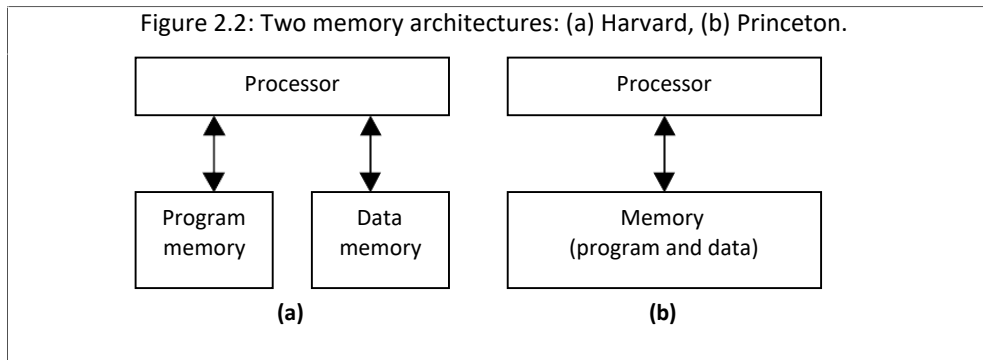 Figure 2.2: Two memory architectures: (a) Harvard, (b) Princeton.
Processor
Program
memory
Data
memory
(a)
Processor
Memory
(program and data)
(b)